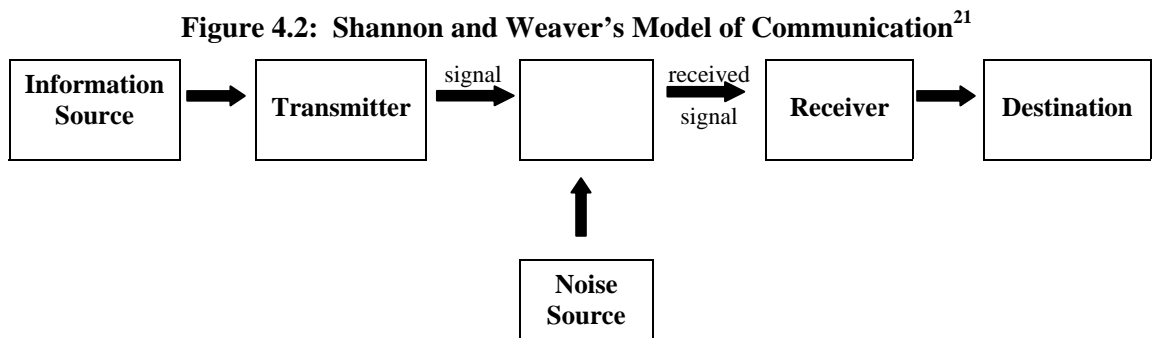 Figure 4.2: Shannon and Weaver's Model of Communication21
Information
Source
Transmitter
signal
received
signal
Receiver
Destination
Noise
Source